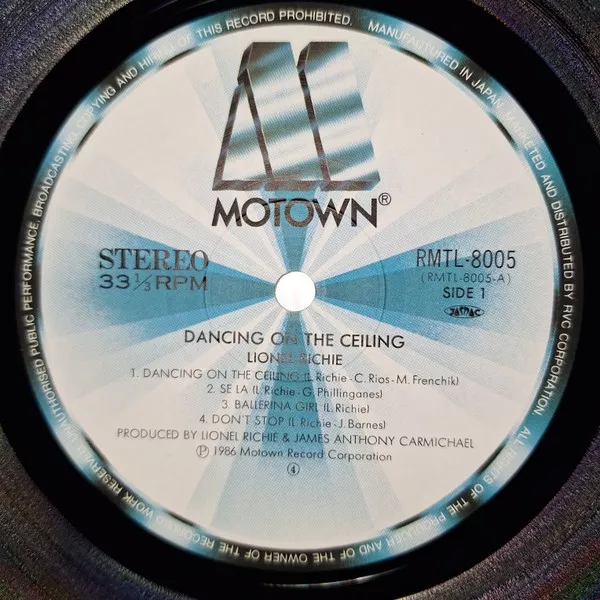 MOTOWN®
STEREO
33 1/3 RPM
RMTL-8005
(RMTL-8005-A)
SIDE 1
JASRAC
DANCING ON THE CEILING
LIONEL RICHIE
1. DANCING ON THE CEILING (L. Richie - C. Rios - M. Frenchik)
2. SE LA (L. Richie - G. Phillinganes)
3. BALLERINA GIRL (L. Richie)
4. DON'T STOP (L. Richie - J. Barnes)
PRODUCED BY LIONEL RICHIE & JAMES ANTHONY CARMICHAEL
Ⓟ 1986 Motown Record Corporation
④
MANUFACTURED IN JAPAN, MARKETED AND DISTRIBUTED BY RVC CORPORATION
ALL RIGHTS OF THE PRODUCER AND OF THE OWNER OF THE RECORDED WORK RESERVED. UNAUTHORISED PUBLIC PERFORMANCE, BROADCASTING, COPYING AND HIRING OF THIS RECORD PROHIBITED.